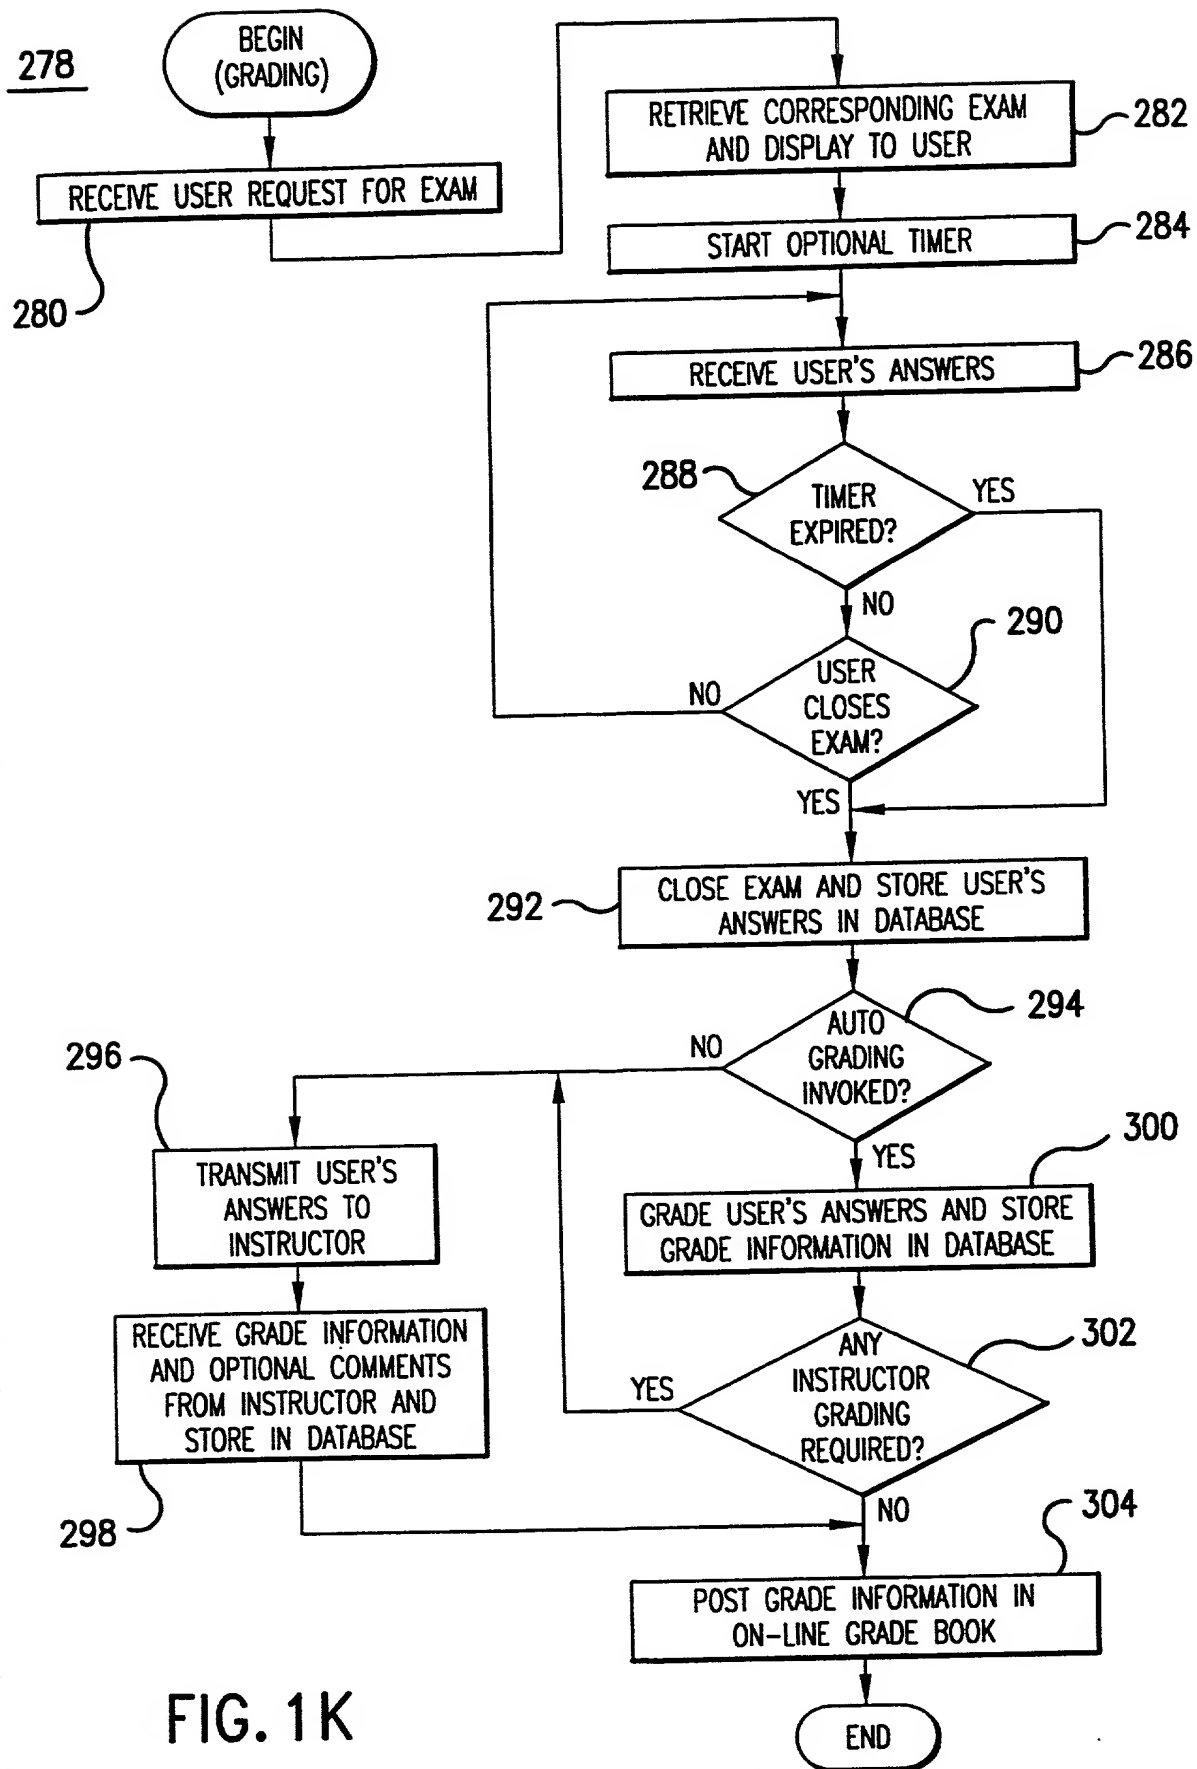 278
BEGIN
(GRADING)
RECEIVE USER REQUEST FOR EXAM
280
RETRIEVE CORRESPONDING EXAM
AND DISPLAY TO USER
282
START OPTIONAL TIMER
284
RECEIVE USER'S ANSWERS
286
288
TIMER
EXPIRED?
YES
NO
290
USER
CLOSES
EXAM?
NO
YES
292
CLOSE EXAM AND STORE USER'S
ANSWERS IN DATABASE
294
AUTO
GRADING
INVOKED?
NO
YES
296
TRANSMIT USER'S
ANSWERS TO
INSTRUCTOR
300
GRADE USER'S ANSWERS AND STORE
GRADE INFORMATION IN DATABASE
RECEIVE GRADE INFORMATION
AND OPTIONAL COMMENTS
FROM INSTRUCTOR AND
STORE IN DATABASE
298
302
ANY
INSTRUCTOR
GRADING
REQUIRED?
YES
NO
304
POST GRADE INFORMATION IN
ON-LINE GRADE BOOK
END
FIG. 1K